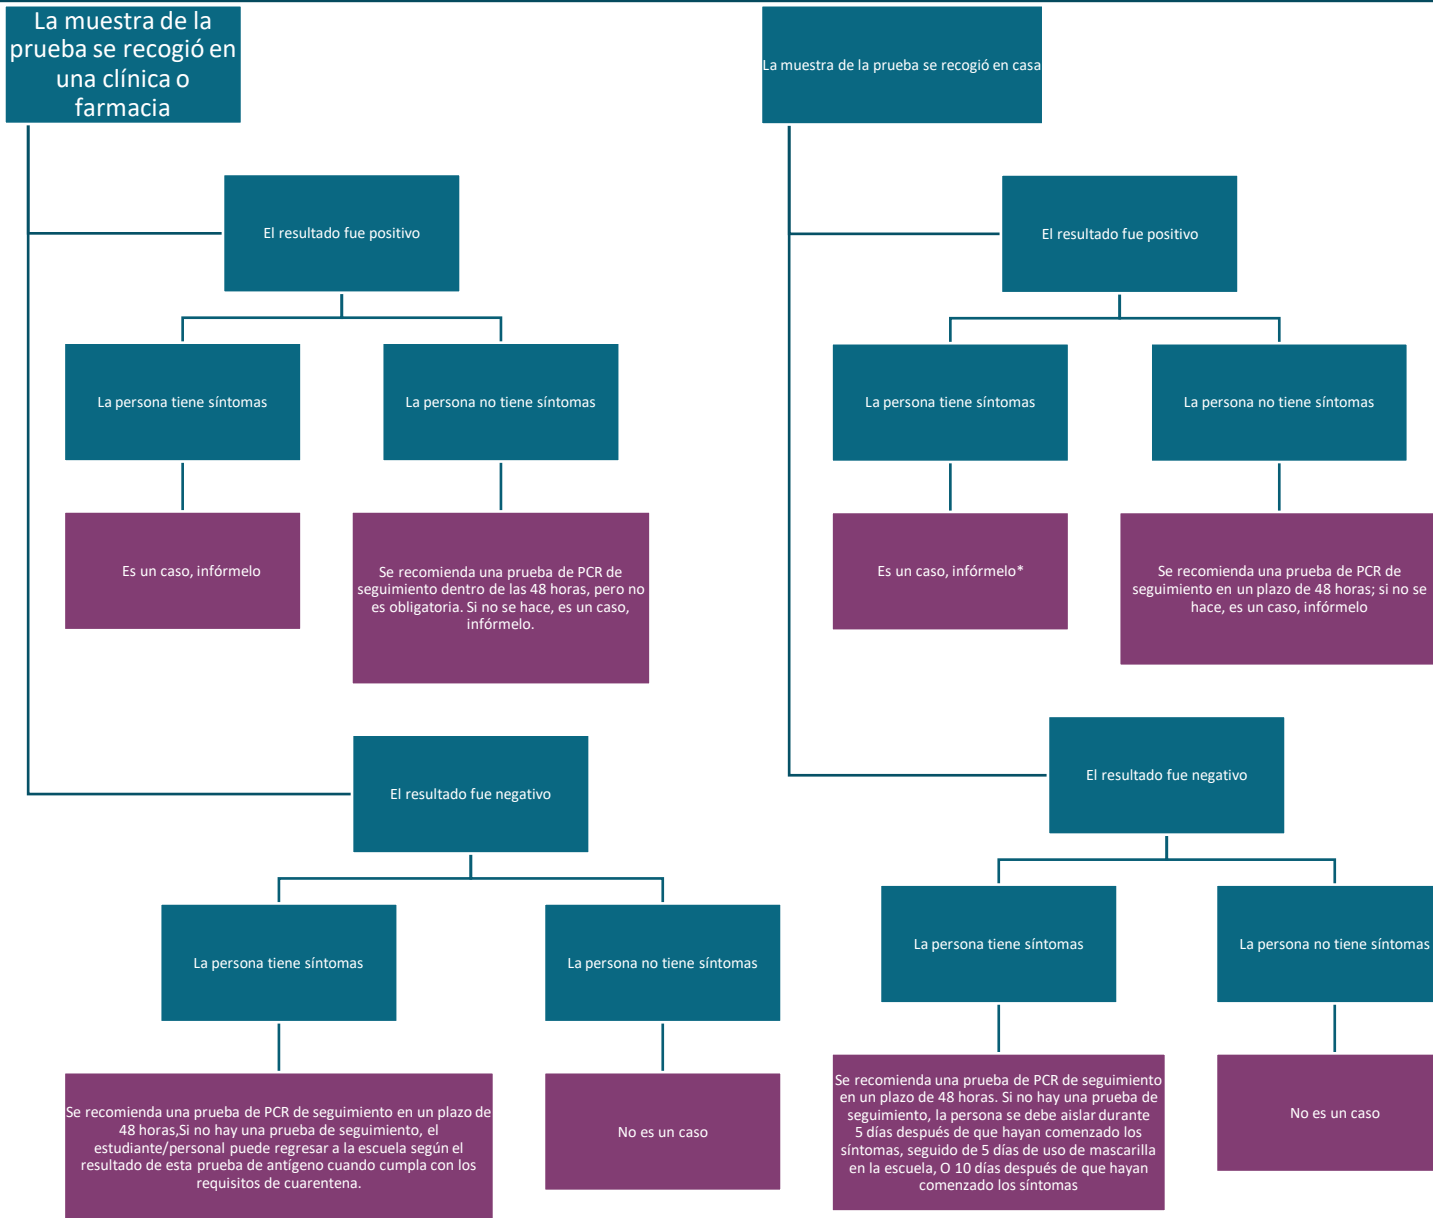 La muestra de la
prueba se recogió en
una clínica o
farmacia
El resultado fue positivo
La persona tiene síntomas
La persona no tiene síntomas
Es un caso, infórmelo
Se recomienda una prueba de PCR de
seguimiento dentro de las 48 horas, pero no
es obligatoria. Si no se hace, es un caso,
infórmelo.
El resultado fue negativo
La persona tiene síntomas
La persona no tiene síntomas
Se recomienda una prueba de PCR de seguimiento en un plazo de
48 horas,Si no hay una prueba de seguimiento, el
estudiante/personal puede regresar a la escuela según el
resultado de esta prueba de antígeno cuando cumpla con los
requisitos de cuarentena.
No es un caso
La muestra de la prueba se recogió en casa
El resultado fue positivo
La persona tiene síntomas
La persona no tiene síntomas
Es un caso, infórmelo*
Se recomienda una prueba de PCR de
seguimiento en un plazo de 48 horas; si no se
hace, es un caso, infórmelo
El resultado fue negativo
La persona tiene síntomas
La persona no tiene síntomas
Se recomienda una prueba de PCR de seguimiento
en un plazo de 48 horas. Si no hay una prueba de
seguimiento, la persona se debe aislar durante
5 días después de que hayan comenzado los
síntomas, seguido de 5 días de uso de mascarilla
en la escuela, O 10 días después de que hayan
comenzado los síntomas
No es un caso